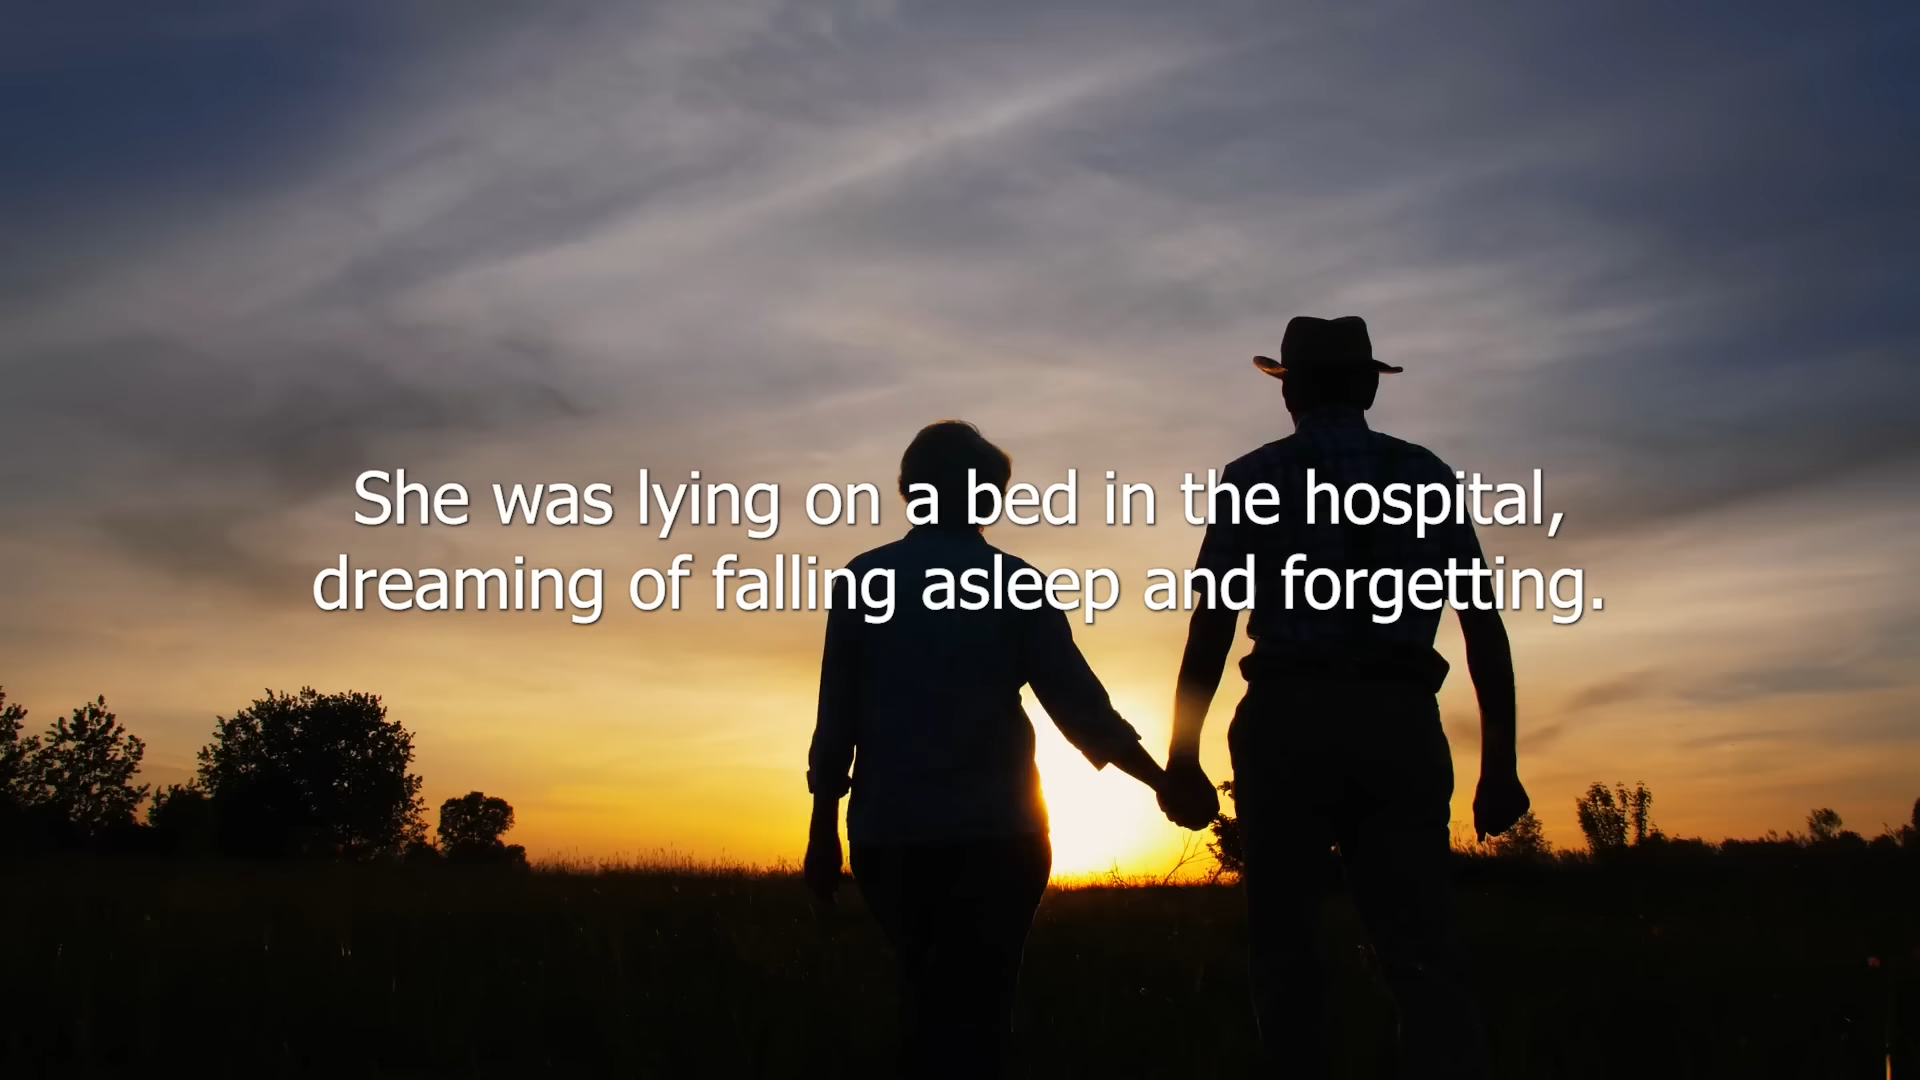 She was lying on a bed in the hospital,
dreaming of falling asleep and forgetting.